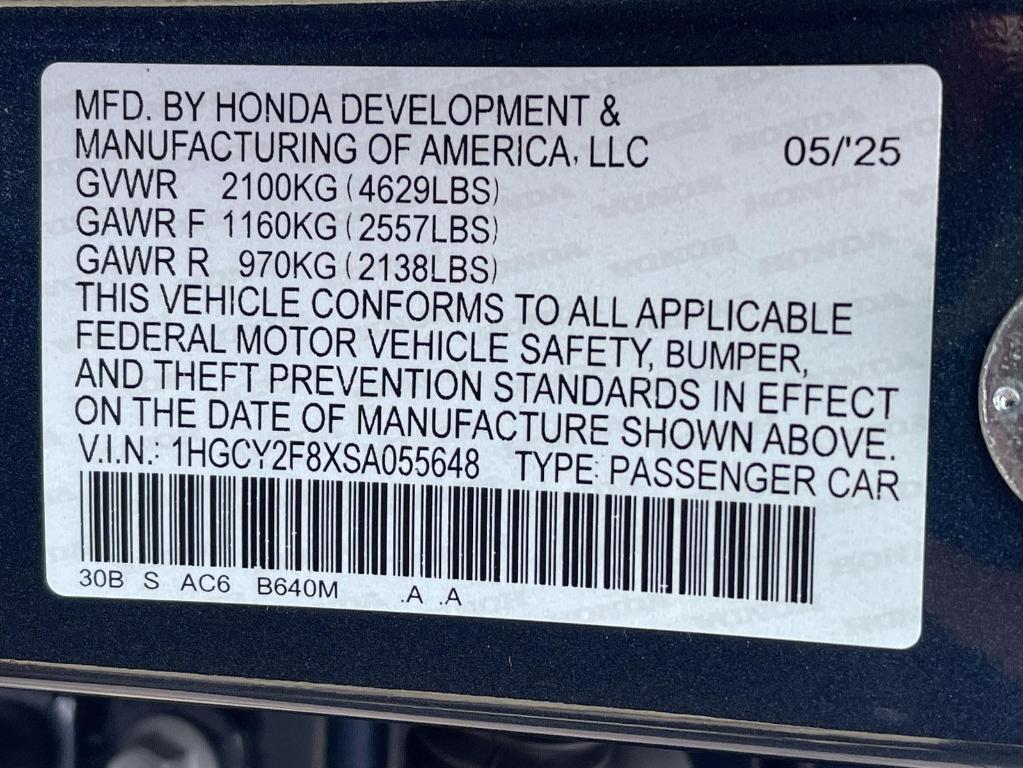 MFD. BY HONDA DEVELOPMENT &
MANUFACTURING OF AMERICA, LLC 05/'25
GVWR 2100KG (4629LBS)
GAWR F 1160KG (2557LBS)
GAWR R 970KG (2138LBS)
THIS VEHICLE CONFORMS TO ALL APPLICABLE
FEDERAL MOTOR VEHICLE SAFETY, BUMPER,
AND THEFT PREVENTION STANDARDS IN EFFECT
ON THE DATE OF MANUFACTURE SHOWN ABOVE.
V.I.N.: 1HGCY2F8XSA055648 TYPE: PASSENGER CAR
30B S AC6 B640M .A .A